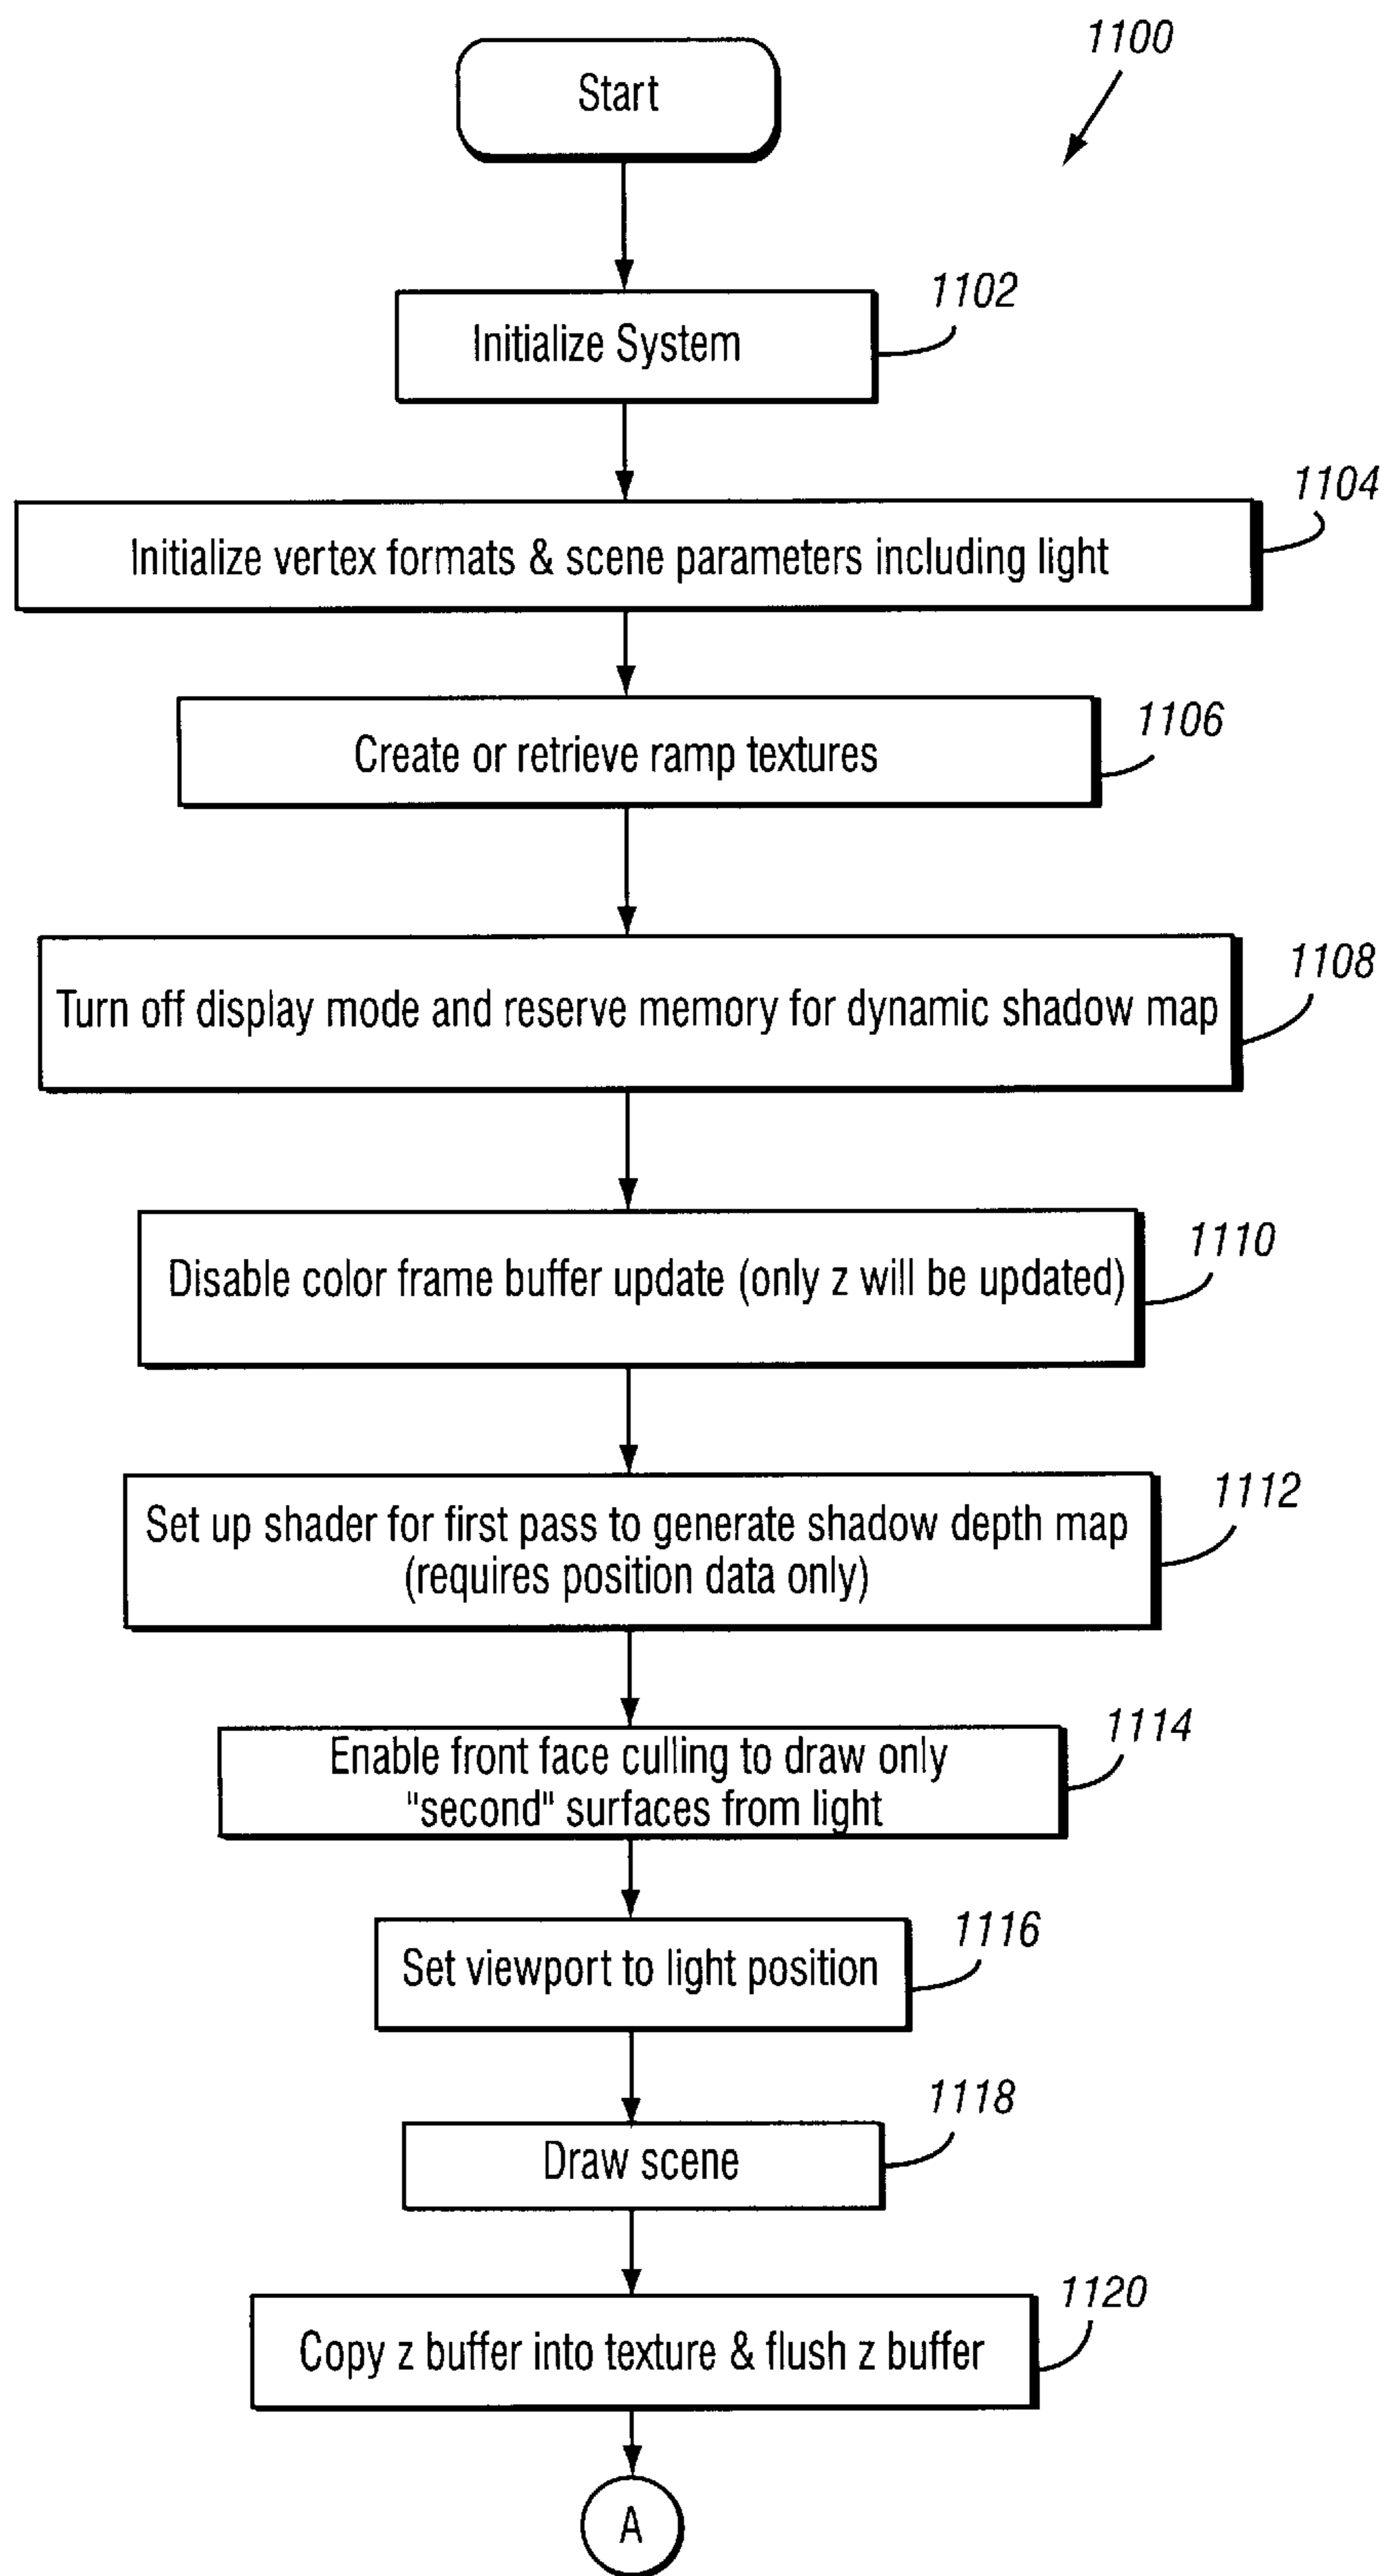 1100
Start
1102
Initialize System
1104
Initialize vertex formats & scene parameters including light
1106
Create or retrieve ramp textures
1108
Turn off display mode and reserve memory for dynamic shadow map
1110
Disable color frame buffer update (only z will be updated)
1112
Set up shader for first pass to generate shadow depth map
(requires position data only)
1114
Enable front face culling to draw only
"second" surfaces from light
1116
Set viewport to light position
1118
Draw scene
1120
Copy z buffer into texture & flush z buffer
A